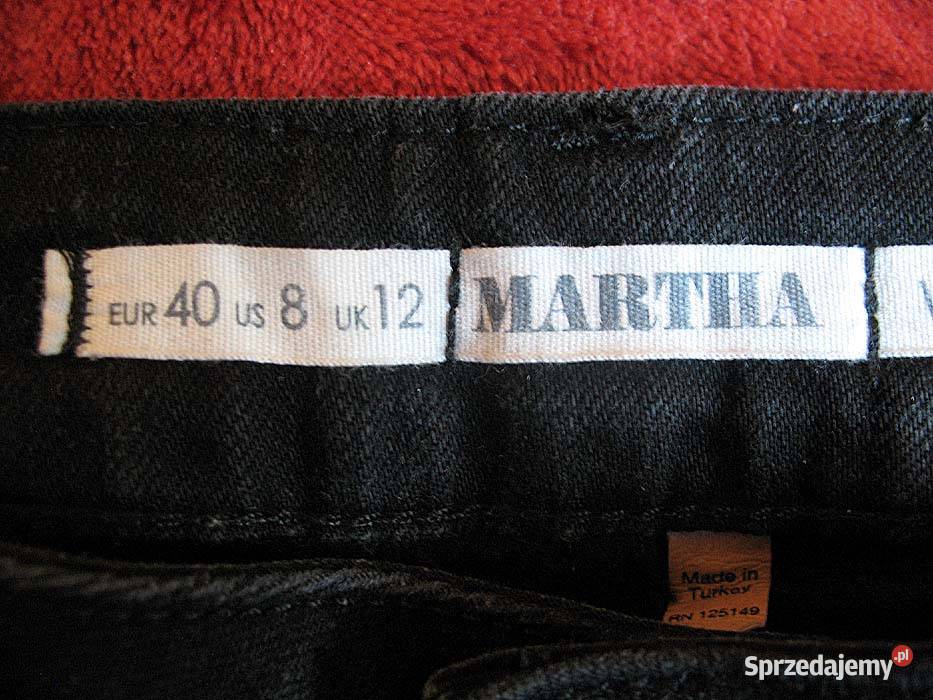 EUR 40 US 8 UK 12
MARTHA
Made in
Turkey
RN 125149
Sprzedajemy.pl